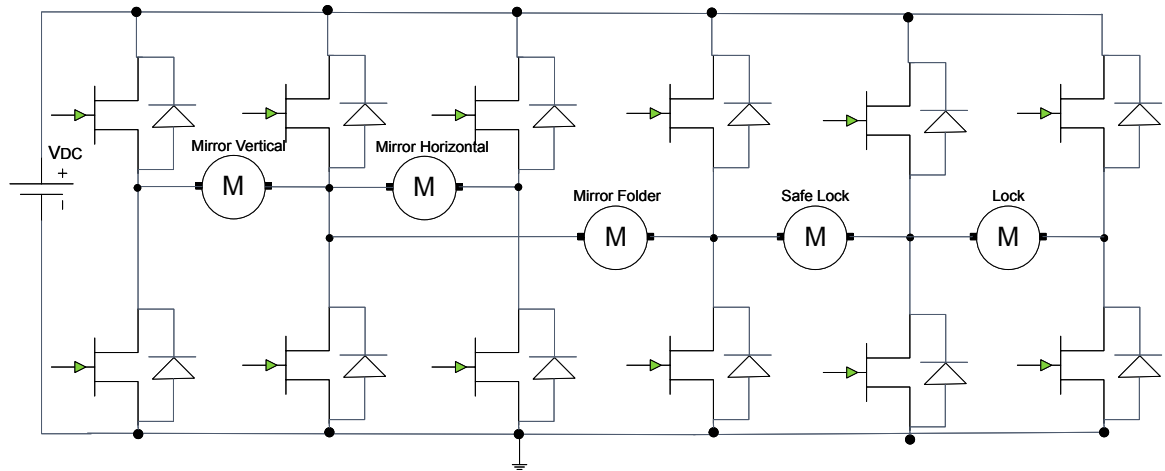 Mirror Vertical
Mirror Horizontal
VDC
+
M
M
Mirror Folder
Safe Lock
Lock
M
M
M